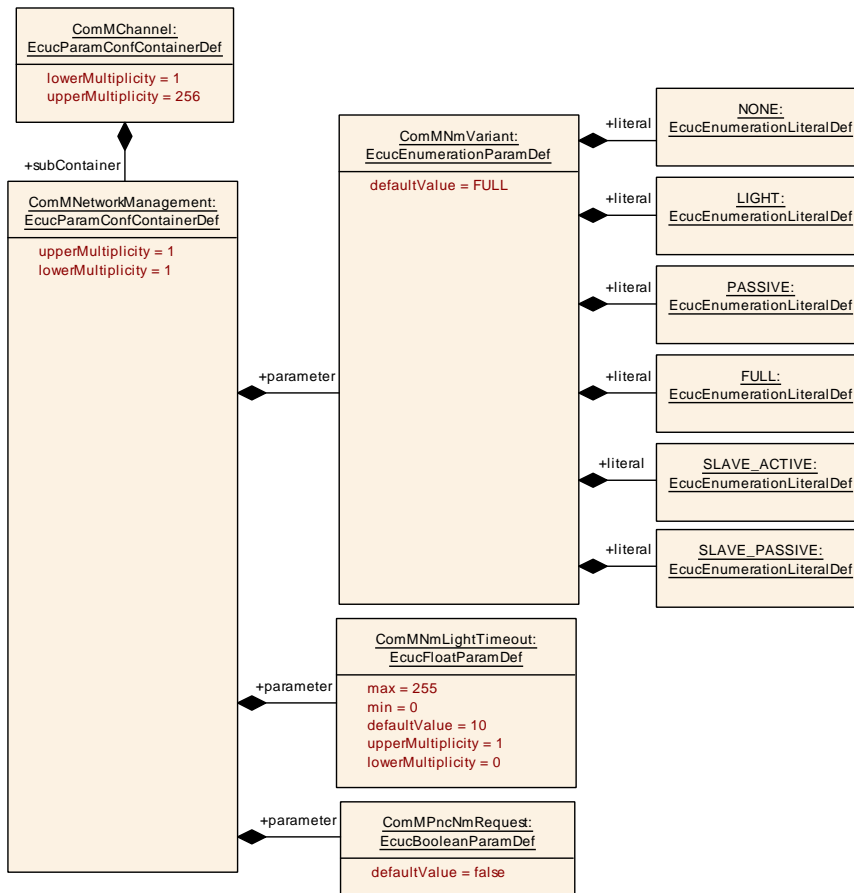 ComMChannel:
EcucParamConfContainerDef
lowerMultiplicity = 1
upperMultiplicity = 256
+subContainer
ComMNetworkManagement:
EcucParamConfContainerDef
upperMultiplicity = 1
lowerMultiplicity = 1
+parameter
ComMNmVariant:
EcucEnumerationParamDef
defaultValue = FULL
+literal
NONE:
EcucEnumerationLiteralDef
+literal
LIGHT:
EcucEnumerationLiteralDef
+literal
PASSIVE:
EcucEnumerationLiteralDef
+literal
FULL:
EcucEnumerationLiteralDef
+literal
SLAVE_ACTIVE:
EcucEnumerationLiteralDef
+literal
SLAVE_PASSIVE:
EcucEnumerationLiteralDef
+parameter
ComMNmLightTimeout:
EcucFloatParamDef
max = 255
min = 0
defaultValue = 10
upperMultiplicity = 1
lowerMultiplicity = 0
+parameter
ComMPncNmRequest:
EcucBooleanParamDef
defaultValue = false